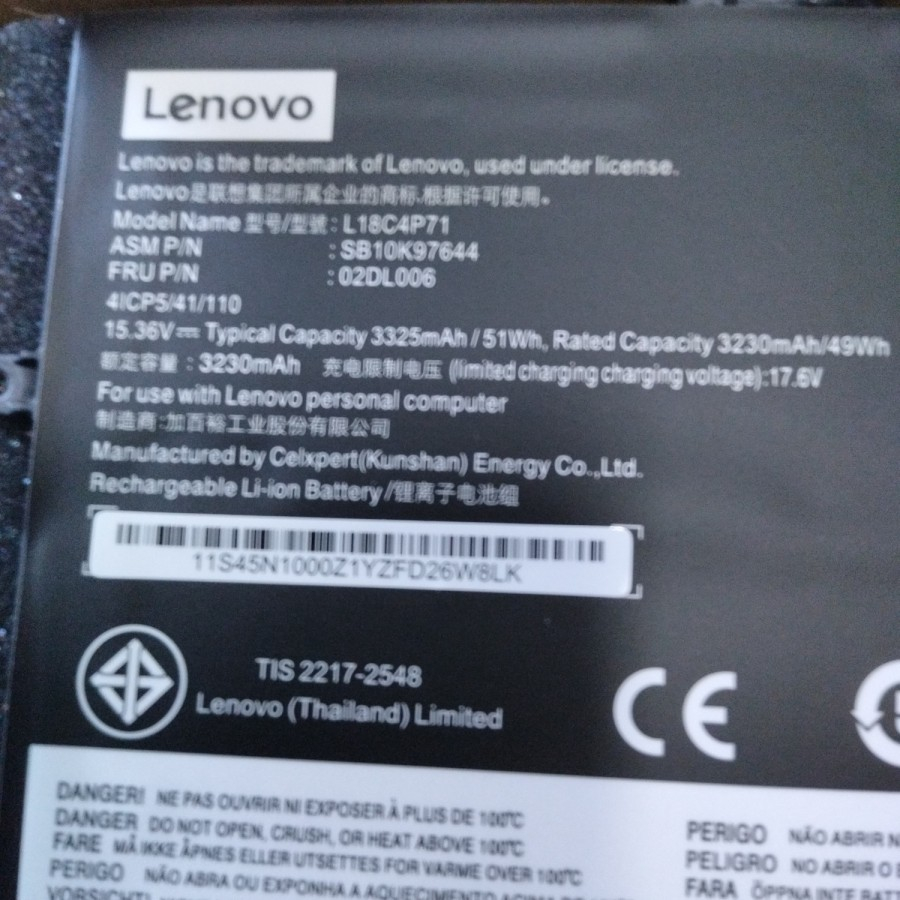 Lenovo
Lenovo is the trademark of Lenovo, used under license.
Lenovo是联想集团所属企业的商标,根据许可使用。
Model Name 型号/型號: L18C4P71
ASM P/N : SB10K97644
FRU P/N : 02DL006
4ICP5/41/110
15.36V⎓ Typical Capacity 3325mAh / 51Wh, Rated Capacity 3230mAh/49Wh
额定容量 : 3230mAh 充电限制电压 (limited charging charging voltage):17.6V
For use with Lenovo personal computer
制造商:加百裕工业股份有限公司
Manufactured by Celxpert(Kunshan) Energy Co.,Ltd.
Rechargeable Li-ion Battery /锂离子电池组
11S45N1000Z1YZFD26W8LK
TIS 2217-2548
Lenovo (Thailand) Limited
CE
DANGER! NE PAS OUVRIR NI EXPOSER À PLUS DE 100℃
DANGER DO NOT OPEN, CRUSH, OR HEAT ABOVE 100℃
FARE MÅ IKKE ÅPNES ELLER UTSETTES FOR VARME OVER 100℃
PERIGO NÃO ABRA OU EXPONHA A AQUECIMENTO ACIMA DE
VORSICHT!
PERIGO NÃO ABRIR
PELIGRO NO ABRIR O
FARA ÖPPNA INTE BATT